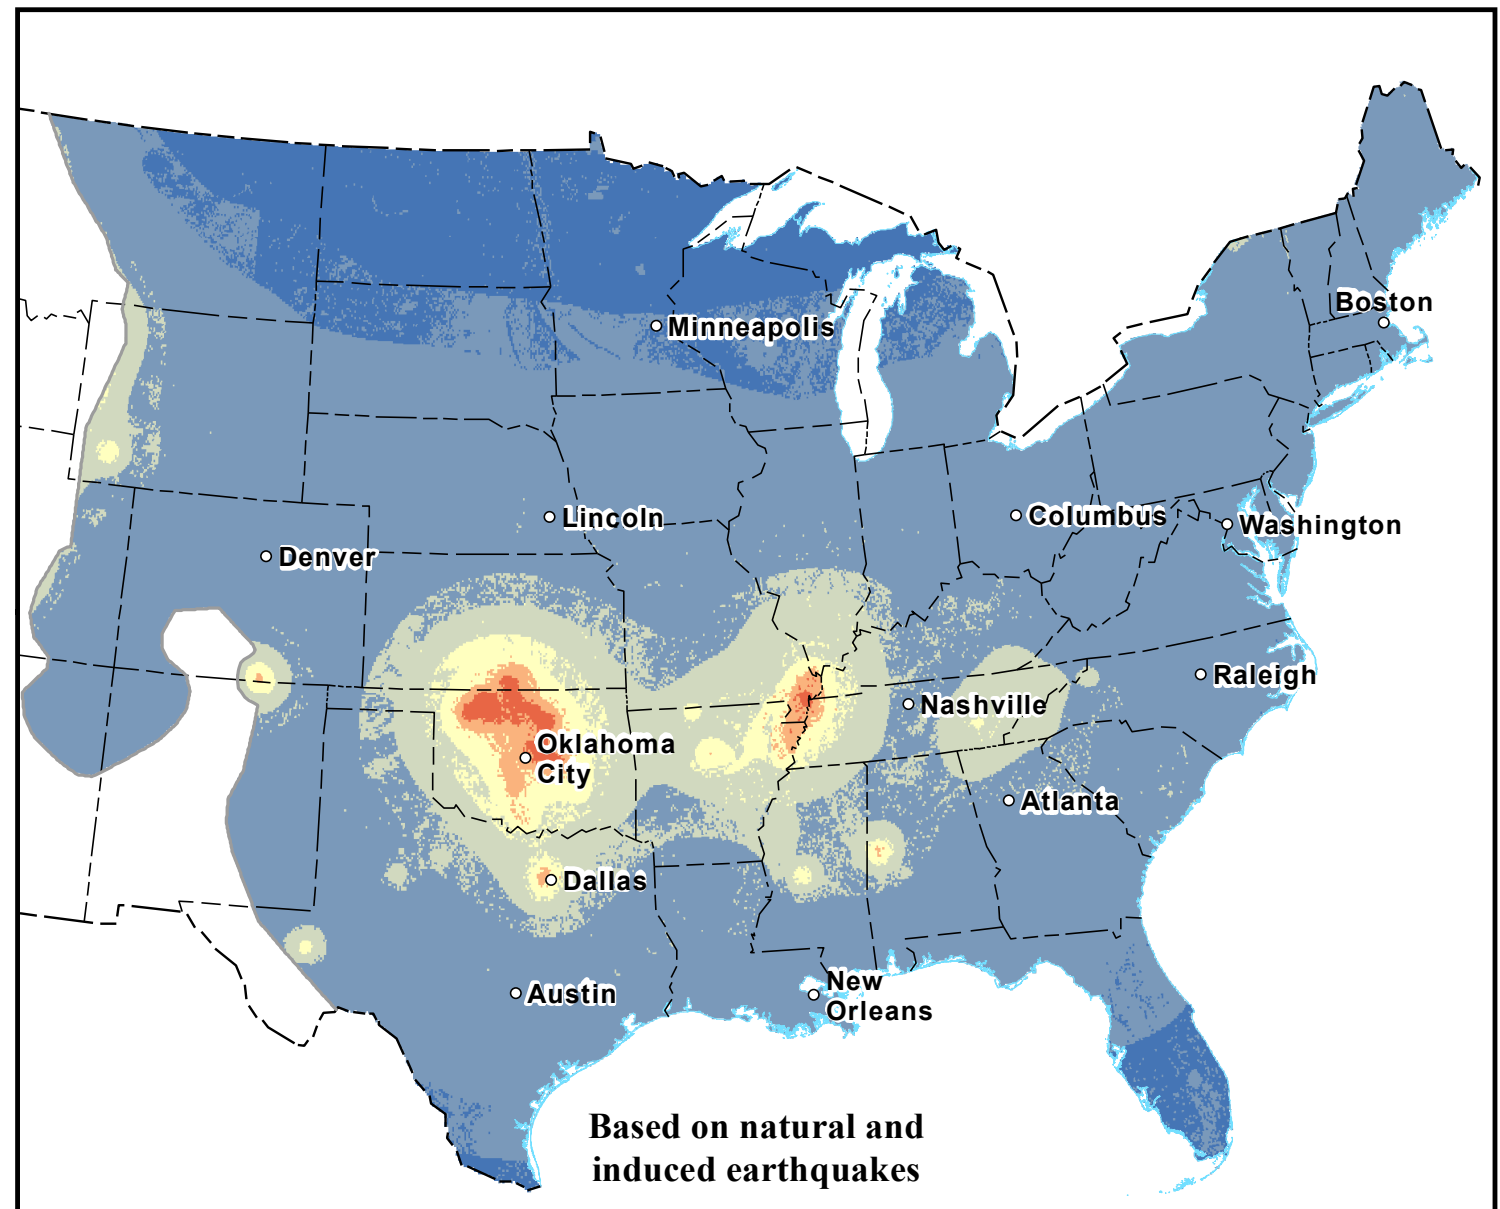 Boston
Minneapolis
Lincoln
Columbus
Washington
Denver
Raleigh
Nashville
Oklahoma
City
Atlanta
Dallas
Austin
New
Orleans
Based on natural and
induced earthquakes